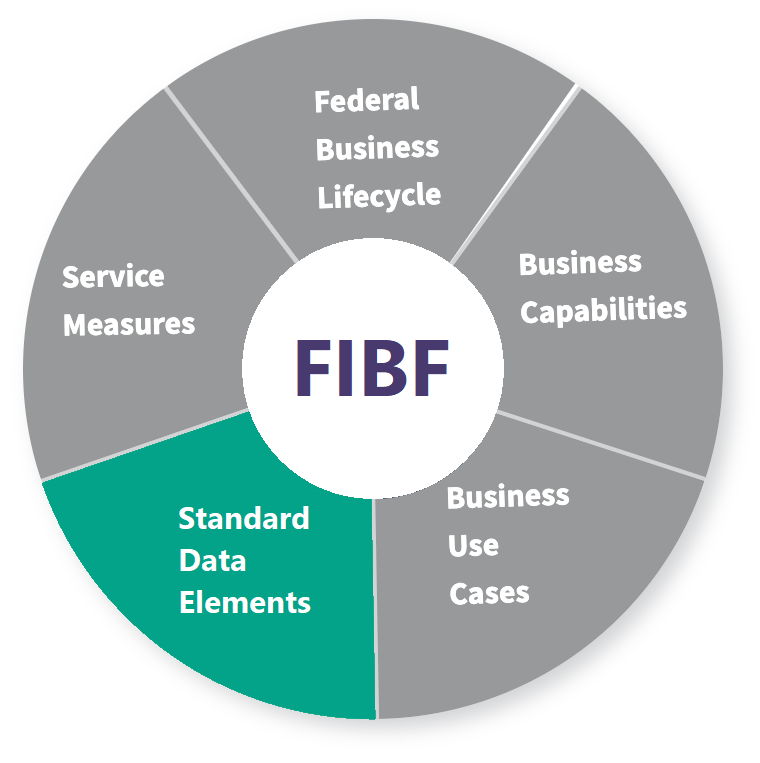 Federal
Business
Lifecycle
Business
Capabilities
Business
Use
Cases
Standard
Data
Elements
Service
Measures
FIBF